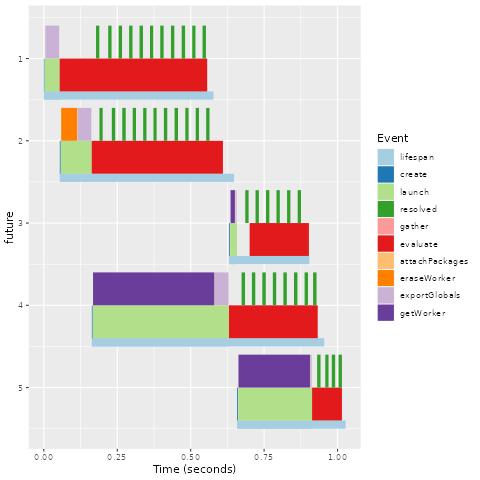 future
1
2
3
4
5
0.00 0.25 0.50 0.75 1.00
Time (seconds)
Event
lifespan
create
launch
resolved
gather
evaluate
attachPackages
eraseWorker
exportGlobals
getWorker